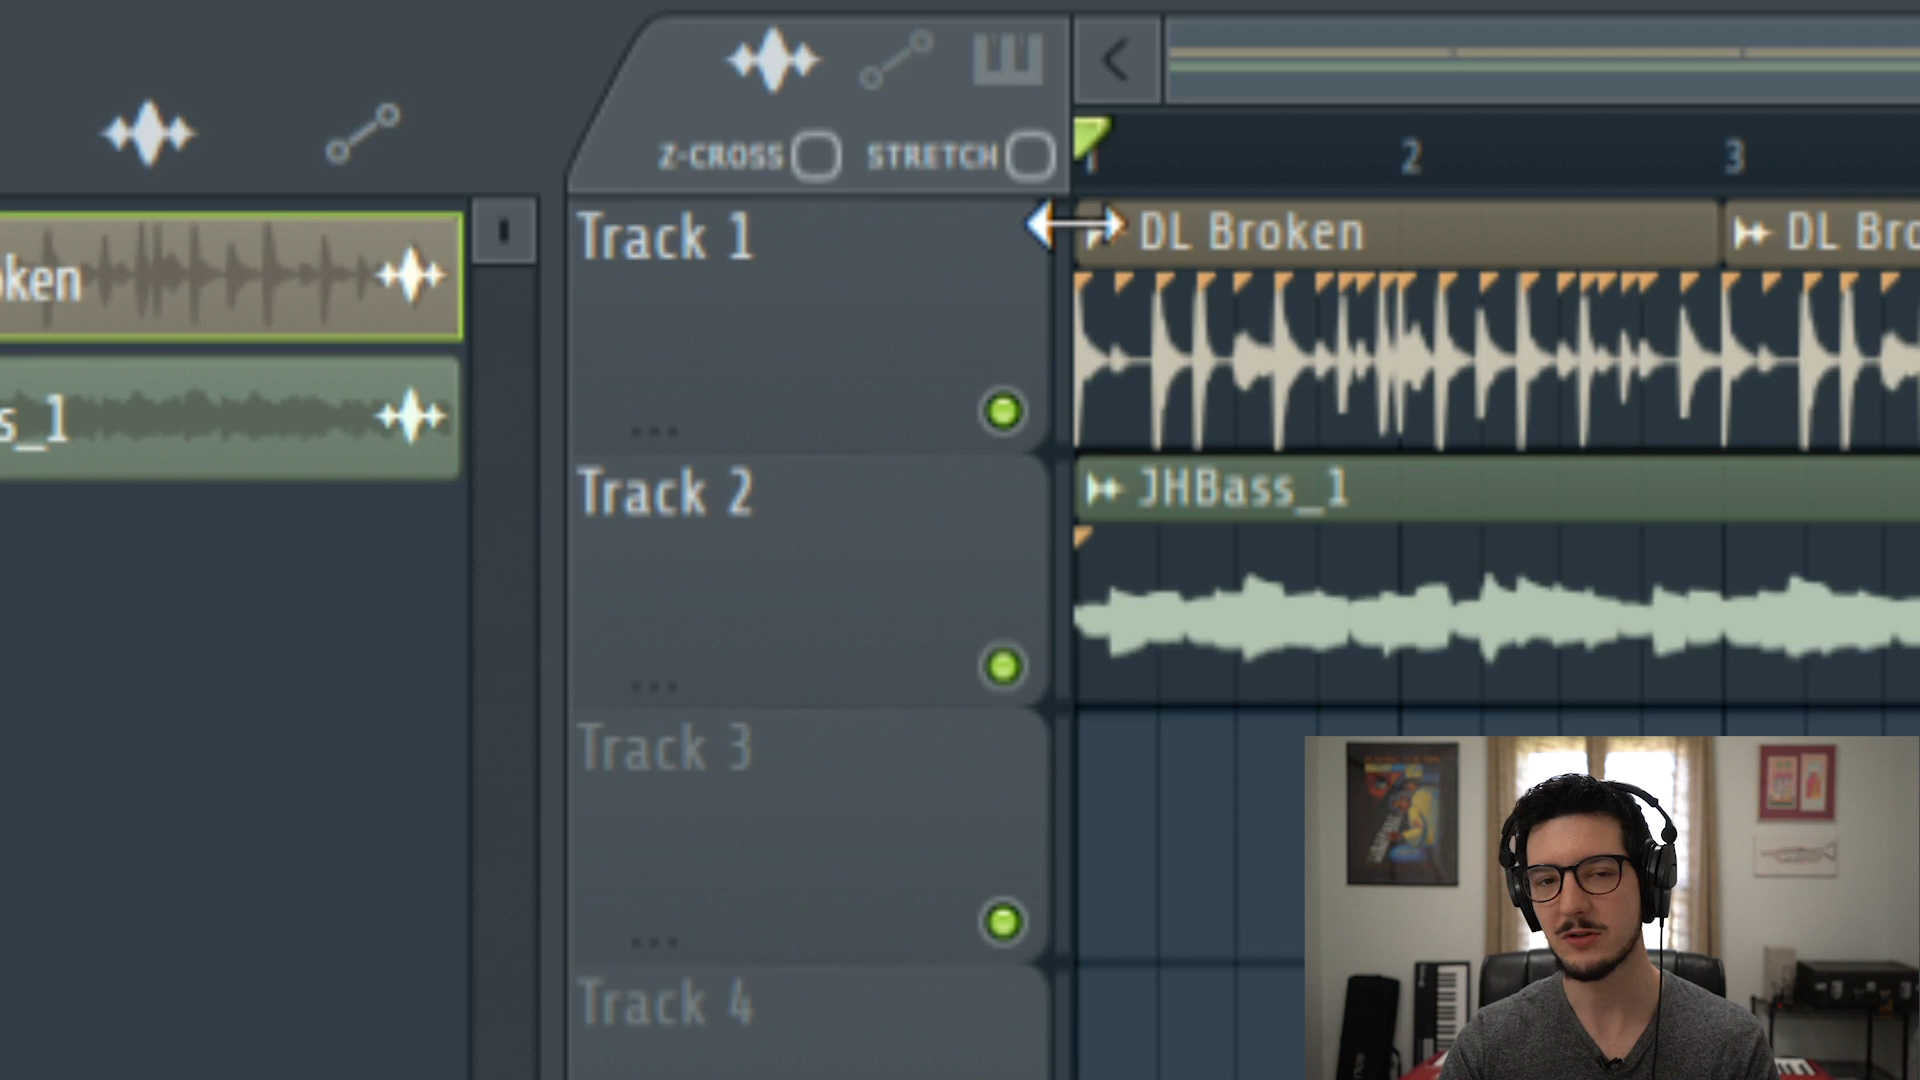 Z-CROSS STRETCH
1 2 3
Track 1
DL Broken
DL Bro
ken
s_1
Track 2
JHBass_1
Track 3
Track 4